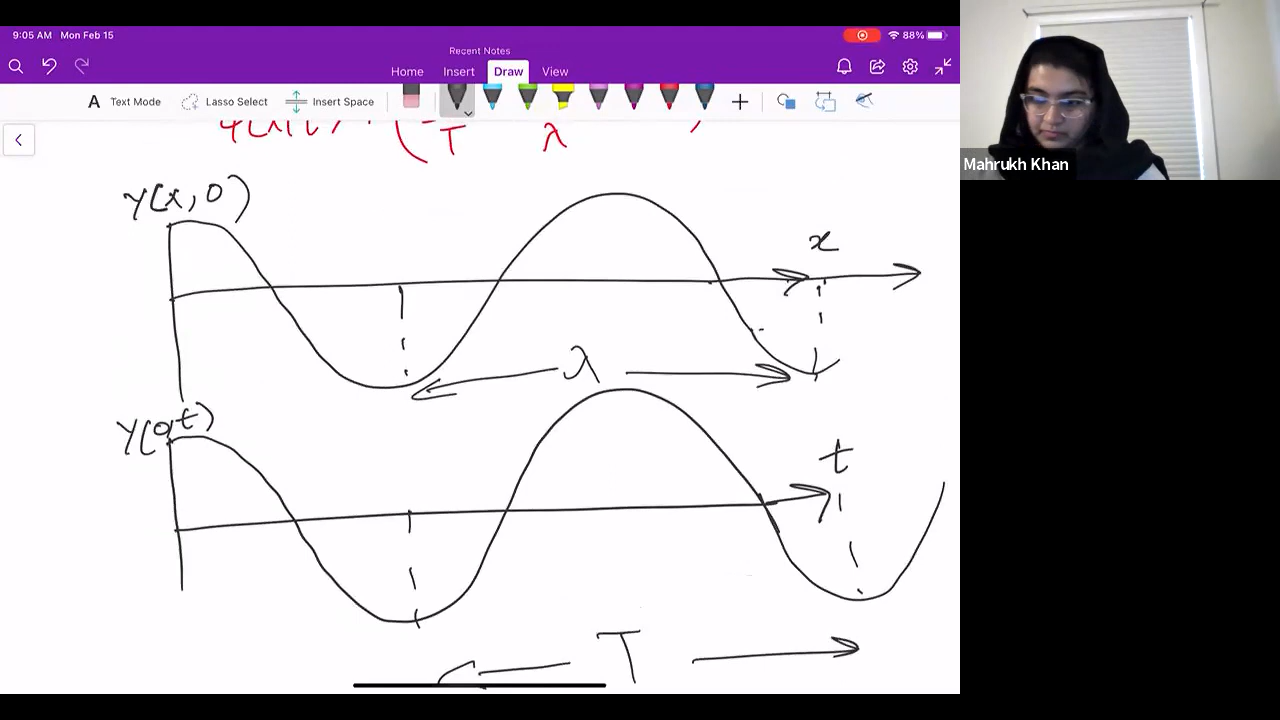 9:05 AM Mon Feb 15
88%
Recent Notes
Home Insert Draw View
Text Mode Lasso Select Insert Space
T λ
Mahrukh Khan
y(x,0)
x
λ
y(0,t)
t
T